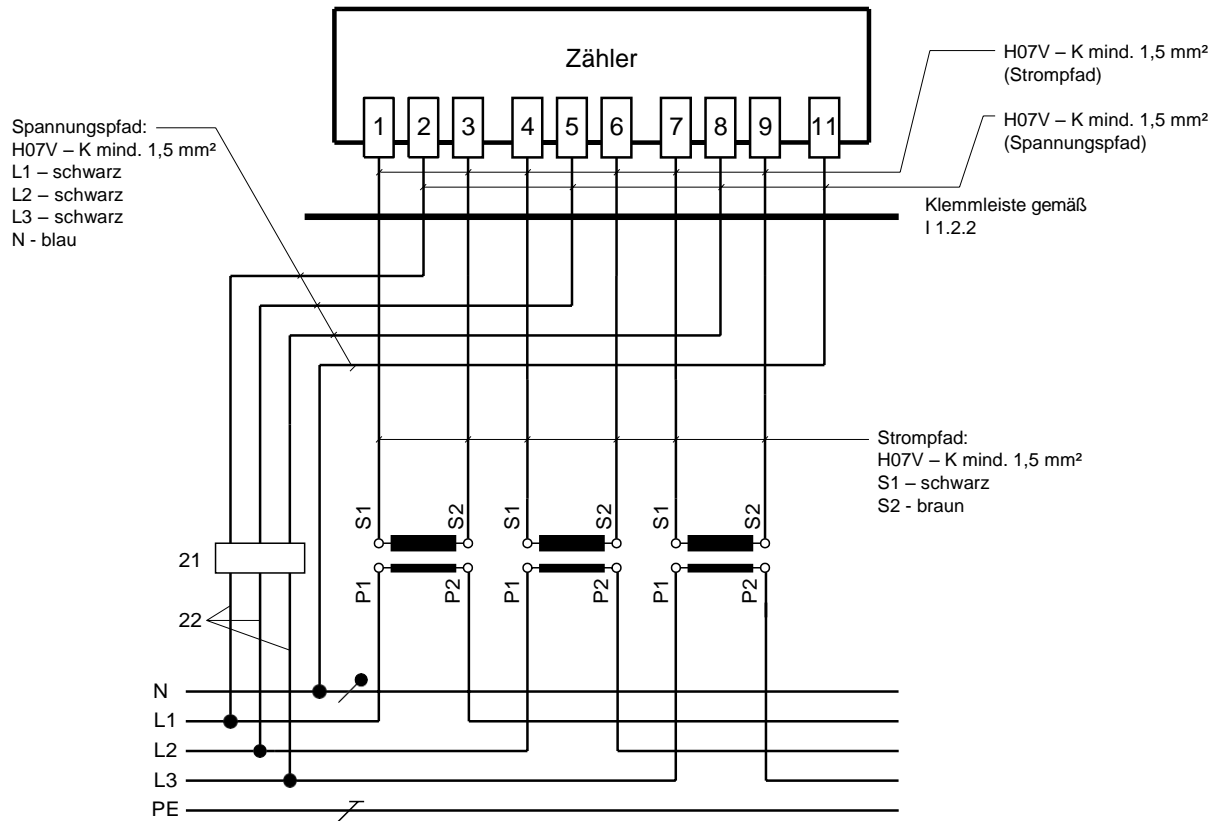 Zähler
1 2 3 4 5 6 7 8 9 11
H07V – K mind. 1,5 mm²
(Strompfad)
H07V – K mind. 1,5 mm²
(Spannungspfad)
Spannungspfad:
H07V – K mind. 1,5 mm²
L1 – schwarz
L2 – schwarz
L3 – schwarz
N - blau
Klemmleiste gemäß
I 1.2.2
Strompfad:
H07V – K mind. 1,5 mm²
S1 – schwarz
S2 - braun
S1 S2 S1 S2 S1 S2
P1 P2 P1 P2 P1 P2
21
22
N
L1
L2
L3
PE